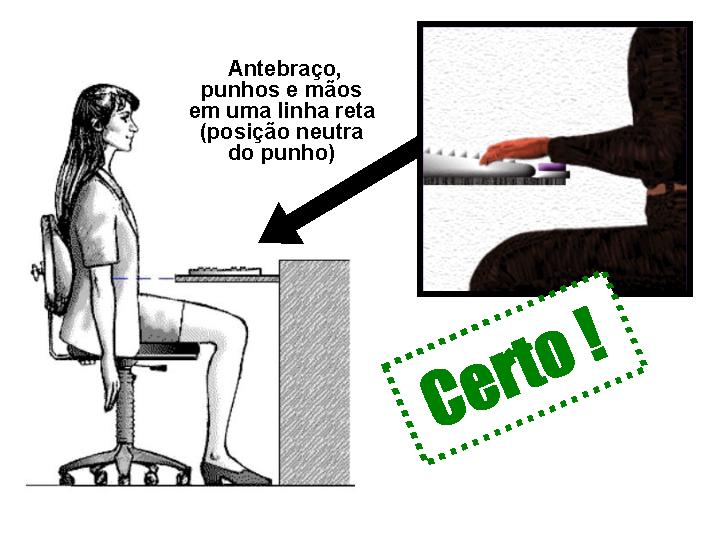 Antebraço,
punhos e mãos
em uma linha reta
(posição neutra
do punho)
Certo !